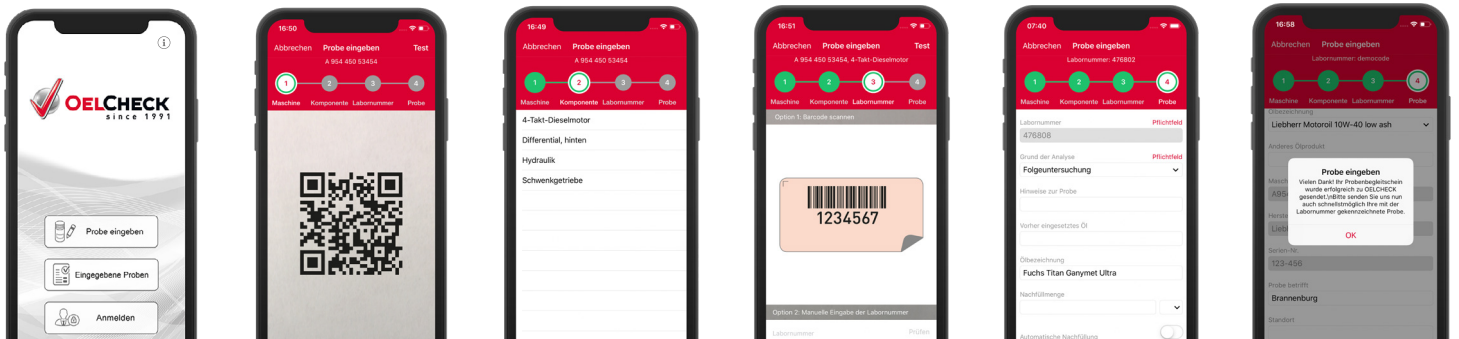 OELCHECK
since 1991
Probe eingeben
Eingegebene Proben
Anmelden
16:50
Abbrechen Probe eingeben Test
A 954 450 53454
1 2 3 4
Maschine Komponente Labornummer Probe
16:49
Abbrechen Probe eingeben
A 954 450 53454
1 2 3 4
Maschine Komponente Labornummer Probe
4-Takt-Dieselmotor
Differential, hinten
Hydraulik
Schwenkgetriebe
16:51
Abbrechen Probe eingeben Test
A 954 450 53454, 4-Takt-Dieselmotor
1 2 3 4
Maschine Komponente Labornummer Probe
Option 1: Barcode scannen
1234567
Option 2: Manuelle Eingabe der Labornummer
Labornummer Prüfen
07:40
Abbrechen Probe eingeben
Labornummer: 476802
1 2 3 4
Maschine Komponente Labornummer Probe
Labornummer Pflichtfeld
476808
Grund der Analyse Pflichtfeld
Folgeuntersuchung
Hinweise zur Probe
Vorher eingesetztes Öl
Ölbezeichnung
Fuchs Titan Ganymet Ultra
Nachfüllmenge
Automatische Nachfüllung
16:58
Abbrechen Probe eingeben
Labornummer: democode
1 2 3 4
Maschine Komponente Labornummer Probe
Ölbezeichnung
Liebherr Motoroil 10W-40 low ash
Anderes Ölprodukt
Probe eingeben
Vielen Dank! Ihr Probenbegleitschein
wurde erfolgreich zu OELCHECK
gesendet.\nBitte senden Sie uns nun
auch schnellstmöglich Ihre mit der
Labornummer gekennzeichnete Probe.
OK
Serien-Nr.
123-456
Probe betrifft
Brannenburg
Standort